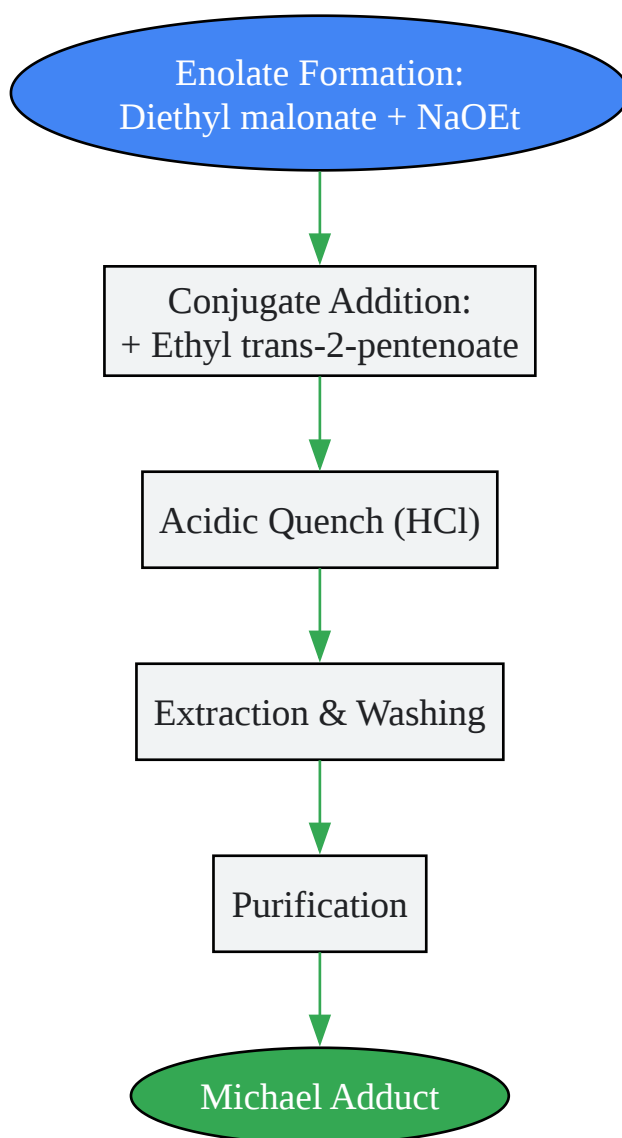 Enolate Formation:
Diethyl malonate + NaOEt
Conjugate Addition:
+ Ethyl trans-2-pentenoate
Acidic Quench (HCl)
Extraction & Washing
Purification
Michael Adduct